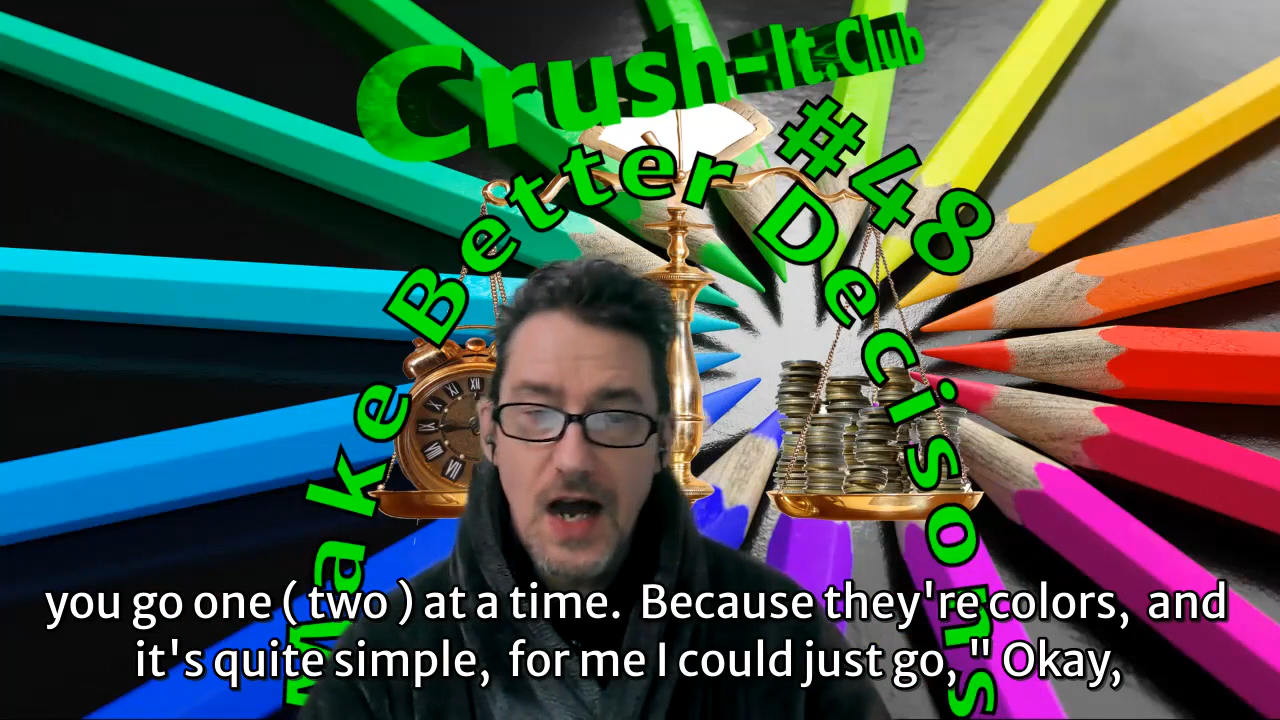 Crush-It.Club
#48
Make Better Decisions
you go one ( two ) at a time. Because they're colors, and
it's quite simple, for me I could just go, " Okay,